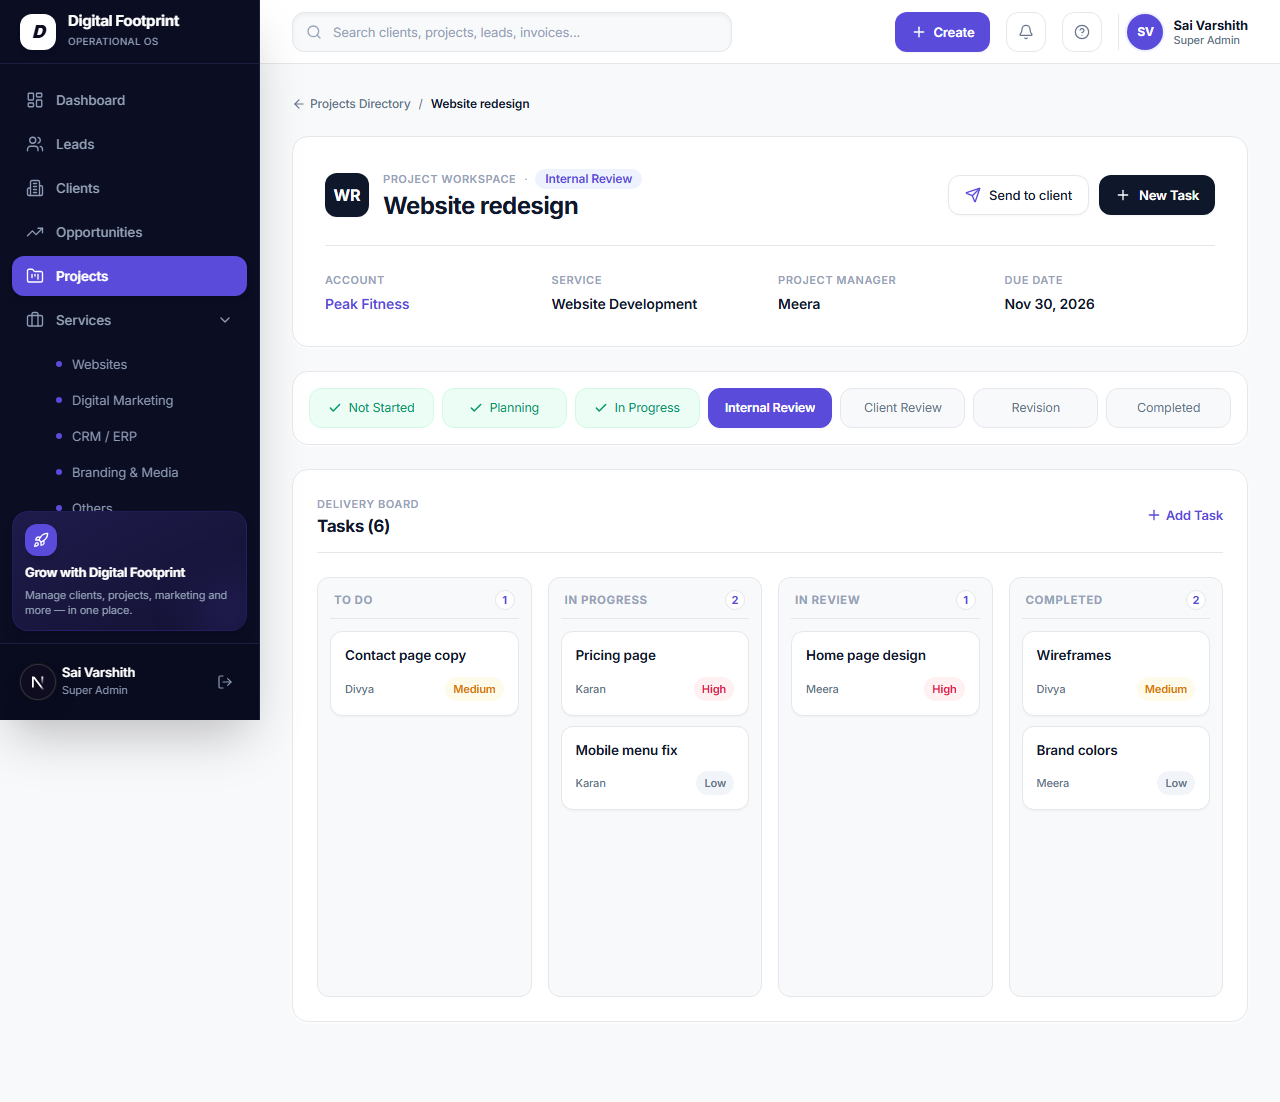 D
Digital Footprint
OPERATIONAL OS
Search clients, projects, leads, invoices...
Create
SV
Sai Varshith
Super Admin
Dashboard
Leads
Clients
Opportunities
Projects
Services
Websites
Digital Marketing
CRM / ERP
Branding & Media
Others
Grow with Digital Footprint
Manage clients, projects, marketing and
more — in one place.
N
Sai Varshith
Super Admin
Projects Directory / Website redesign
WR
PROJECT WORKSPACE · Internal Review
Website redesign
Send to client
New Task
ACCOUNT
Peak Fitness
SERVICE
Website Development
PROJECT MANAGER
Meera
DUE DATE
Nov 30, 2026
Not Started
Planning
In Progress
Internal Review
Client Review
Revision
Completed
DELIVERY BOARD
Tasks (6)
Add Task
TO DO 1
Contact page copy
Divya Medium
IN PROGRESS 2
Pricing page
Karan High
Mobile menu fix
Karan Low
IN REVIEW 1
Home page design
Meera High
COMPLETED 2
Wireframes
Divya Medium
Brand colors
Meera Low